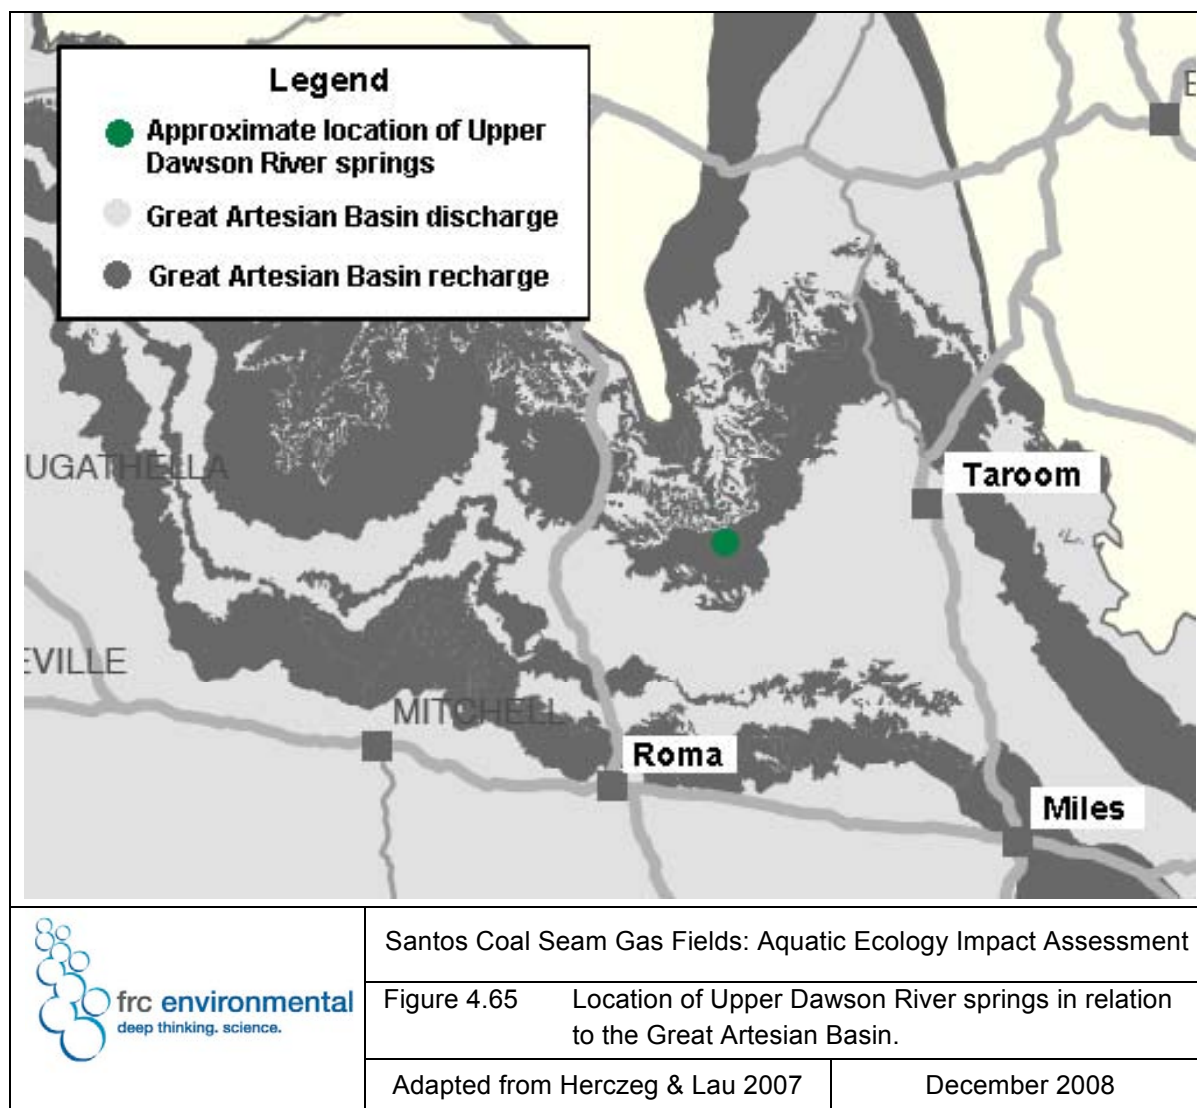 Legend
Approximate location of Upper
Dawson River springs
Great Artesian Basin discharge
Great Artesian Basin recharge
E
UGATHELLA
Taroom
EVILLE
MITCHELL
Roma
Miles
frc environmental
deep thinking. science.
Santos Coal Seam Gas Fields: Aquatic Ecology Impact Assessment
Figure 4.65 Location of Upper Dawson River springs in relation
to the Great Artesian Basin.
Adapted from Herczeg & Lau 2007
December 2008